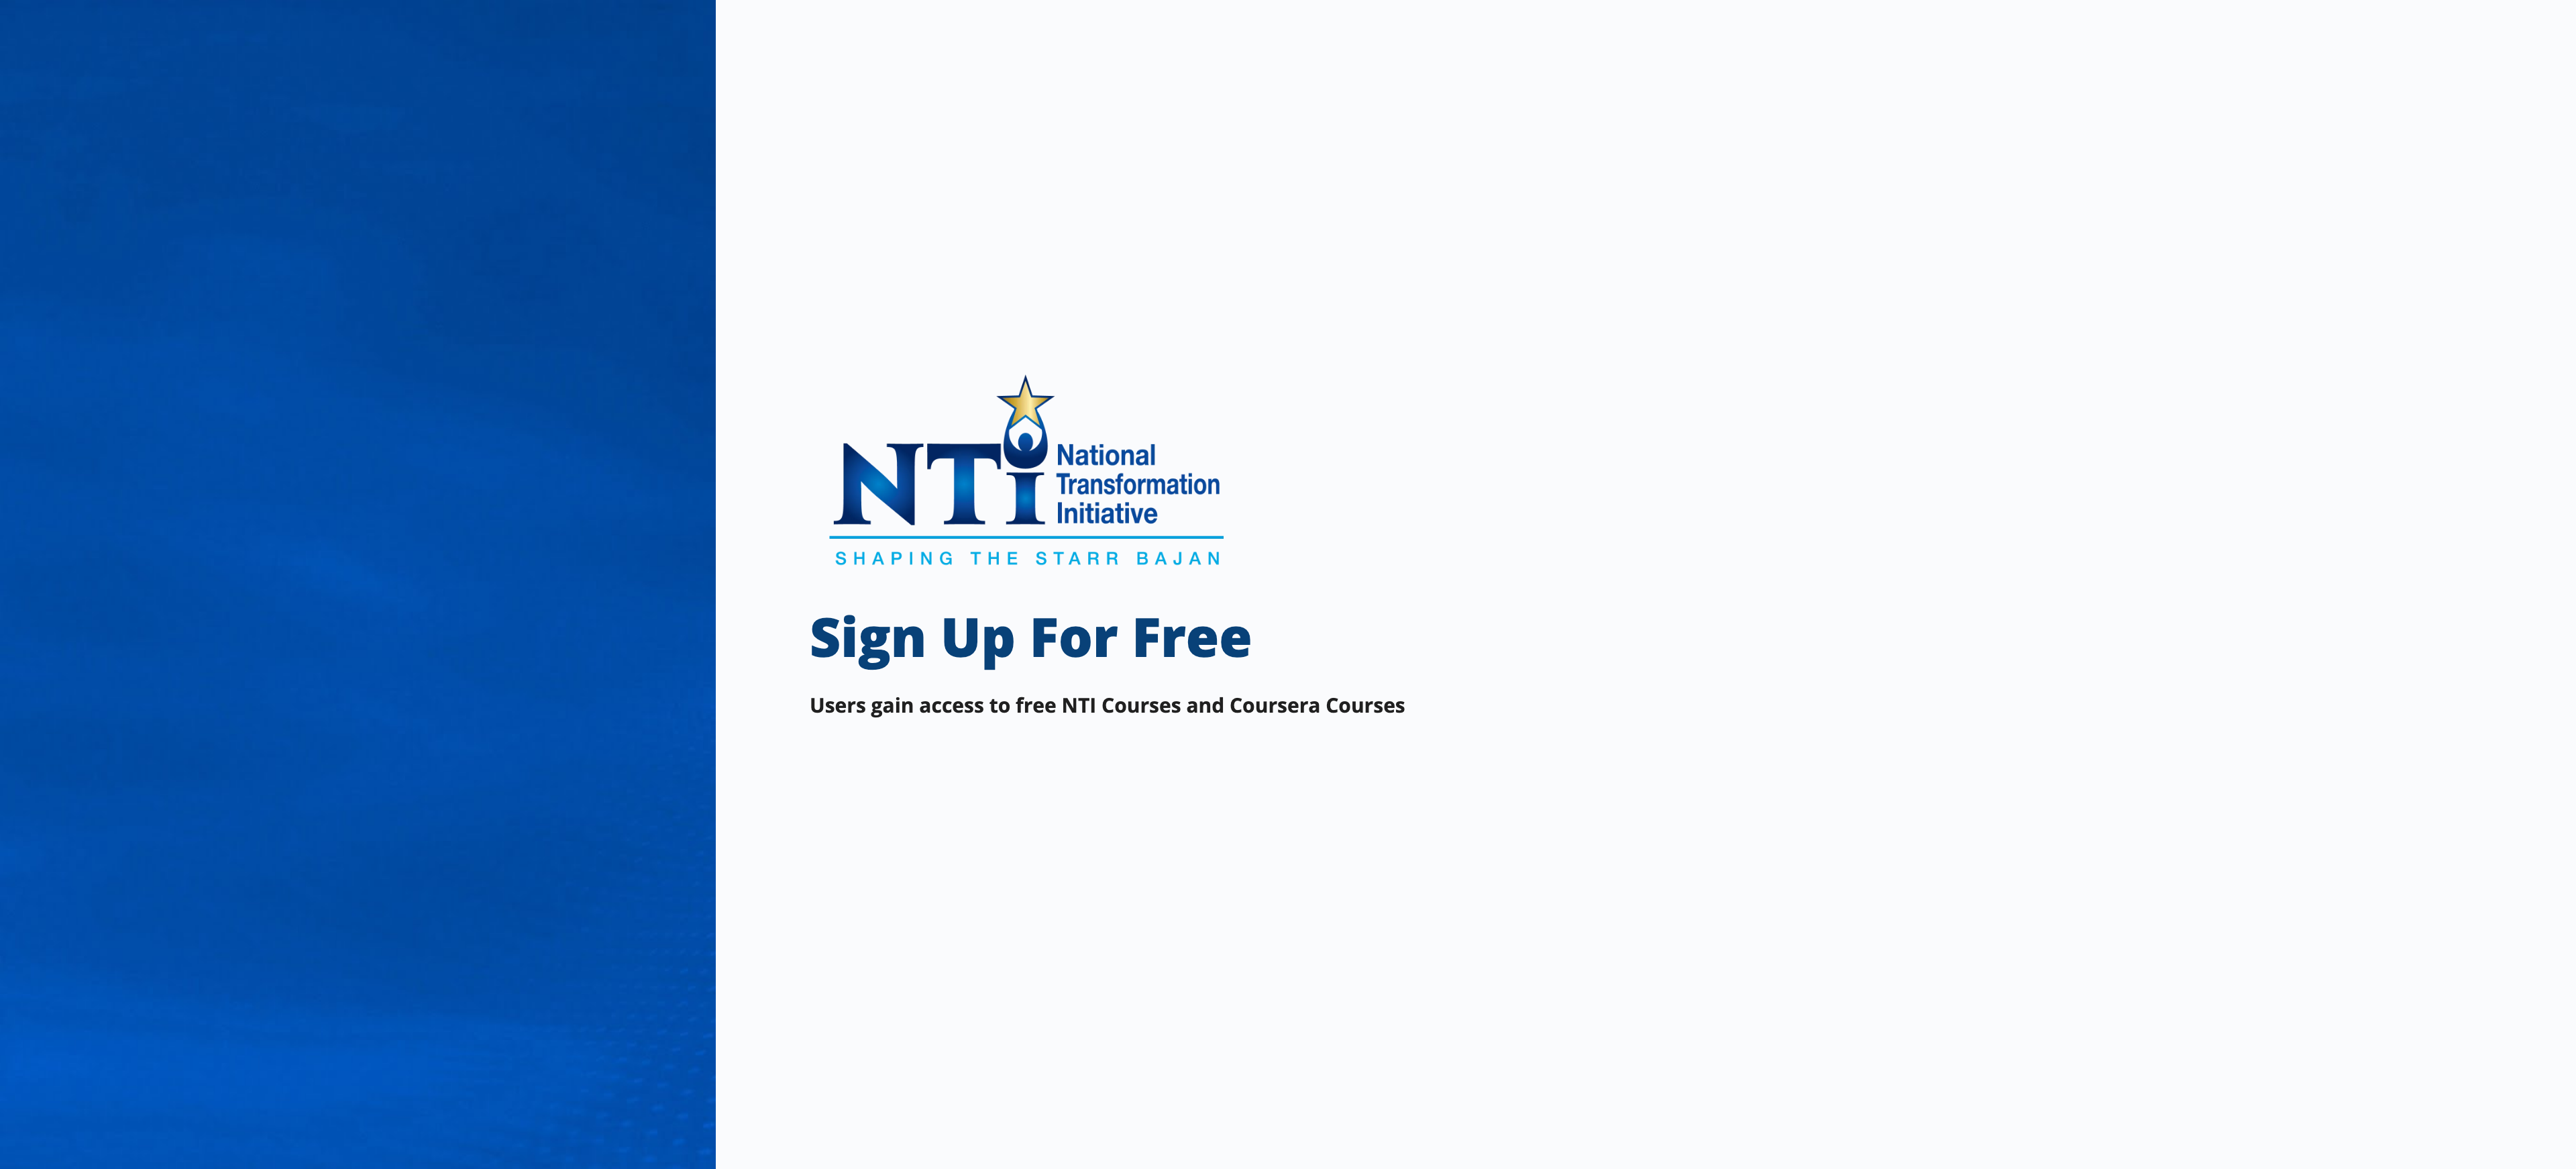 NTi
National
Transformation
Initiative
SHAPING THE STARR BAJAN
Sign Up For Free
Users gain access to free NTI Courses and Coursera Courses